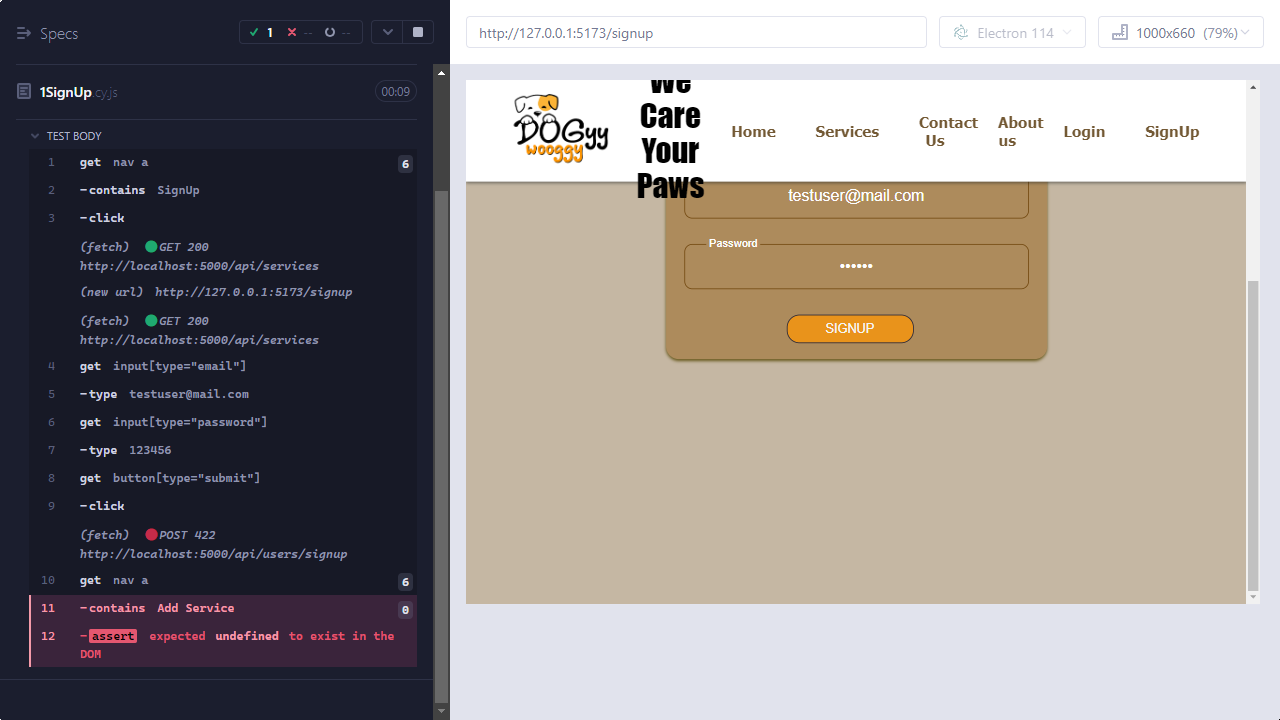 Specs
1 -- --
1SignUp.cy.js
00:09
TEST BODY
1 get nav a 6
2 -contains SignUp
3 -click
(fetch) GET 200
http://localhost:5000/api/services
(new url) http://127.0.0.1:5173/signup
(fetch) GET 200
http://localhost:5000/api/services
4 get input[type="email"]
5 -type testuser@mail.com
6 get input[type="password"]
7 -type 123456
8 get button[type="submit"]
9 -click
(fetch) POST 422
http://localhost:5000/api/users/signup
10 get nav a 6
11 -contains Add Service 0
12 -assert expected undefined to exist in the
DOM
http://127.0.0.1:5173/signup
Electron 114
1000x660 (79%)
DOGyy
wooggy
We
Care
Your
Paws
Home
Services
Contact
Us
About
us
Login
SignUp
testuser@mail.com
Password
••••••
SIGNUP